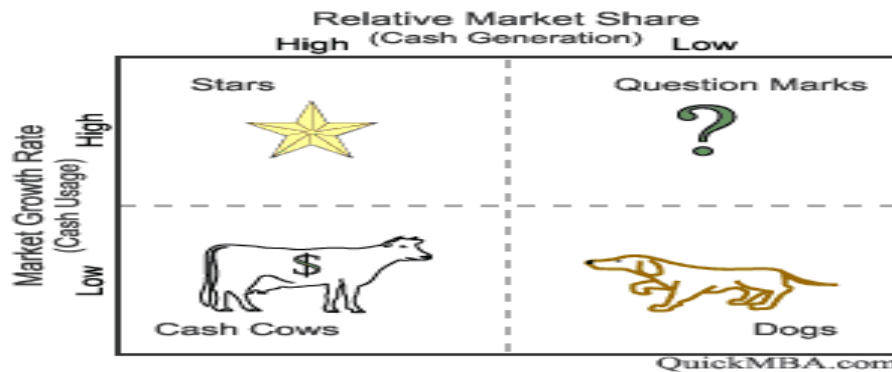 Relative Market Share
High (Cash Generation) Low
Stars
Question Marks
?
Market Growth Rate
(Cash Usage)
High
Low
$
Cash Cows
Dogs
QuickMBA.com